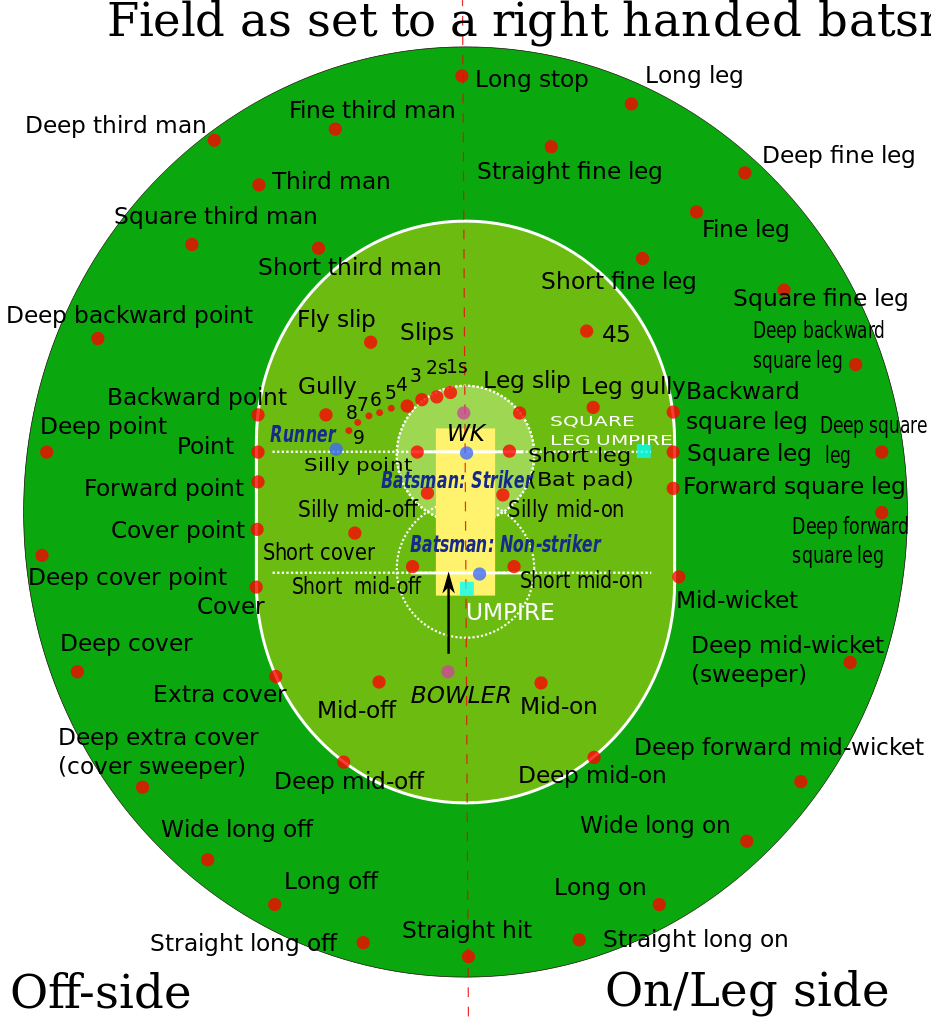 Field as set to a right handed bats
Long stop
Long leg
Fine third man
Deep third man
Deep fine leg
Straight fine leg
Third man
Square third man
Fine leg
Short third man
Short fine leg
Square fine leg
Deep backward point
Fly slip
Slips
45
Deep backward
square leg
1s
2s
3
4
5
6
7
8
9
Gully
Leg slip
Leg gully
Backward
square leg
Backward point
Deep point
Deep square
leg
Runner
WK
SQUARE
LEG UMPIRE
Point
Silly point
Short leg
(Bat pad)
Square leg
Batsman: Striker
Forward point
Forward square leg
Silly mid-off
Silly mid-on
Cover point
Deep forward
square leg
Short cover
Batsman: Non-striker
Deep cover point
Short mid-off
Short mid-on
Cover
UMPIRE
Mid-wicket
Deep cover
Deep mid-wicket
(sweeper)
Extra cover
Mid-off
BOWLER
Mid-on
Deep extra cover
(cover sweeper)
Deep forward mid-wicket
Deep mid-off
Deep mid-on
Wide long off
Wide long on
Long off
Long on
Straight long off
Straight hit
Straight long on
Off-side
On/Leg side